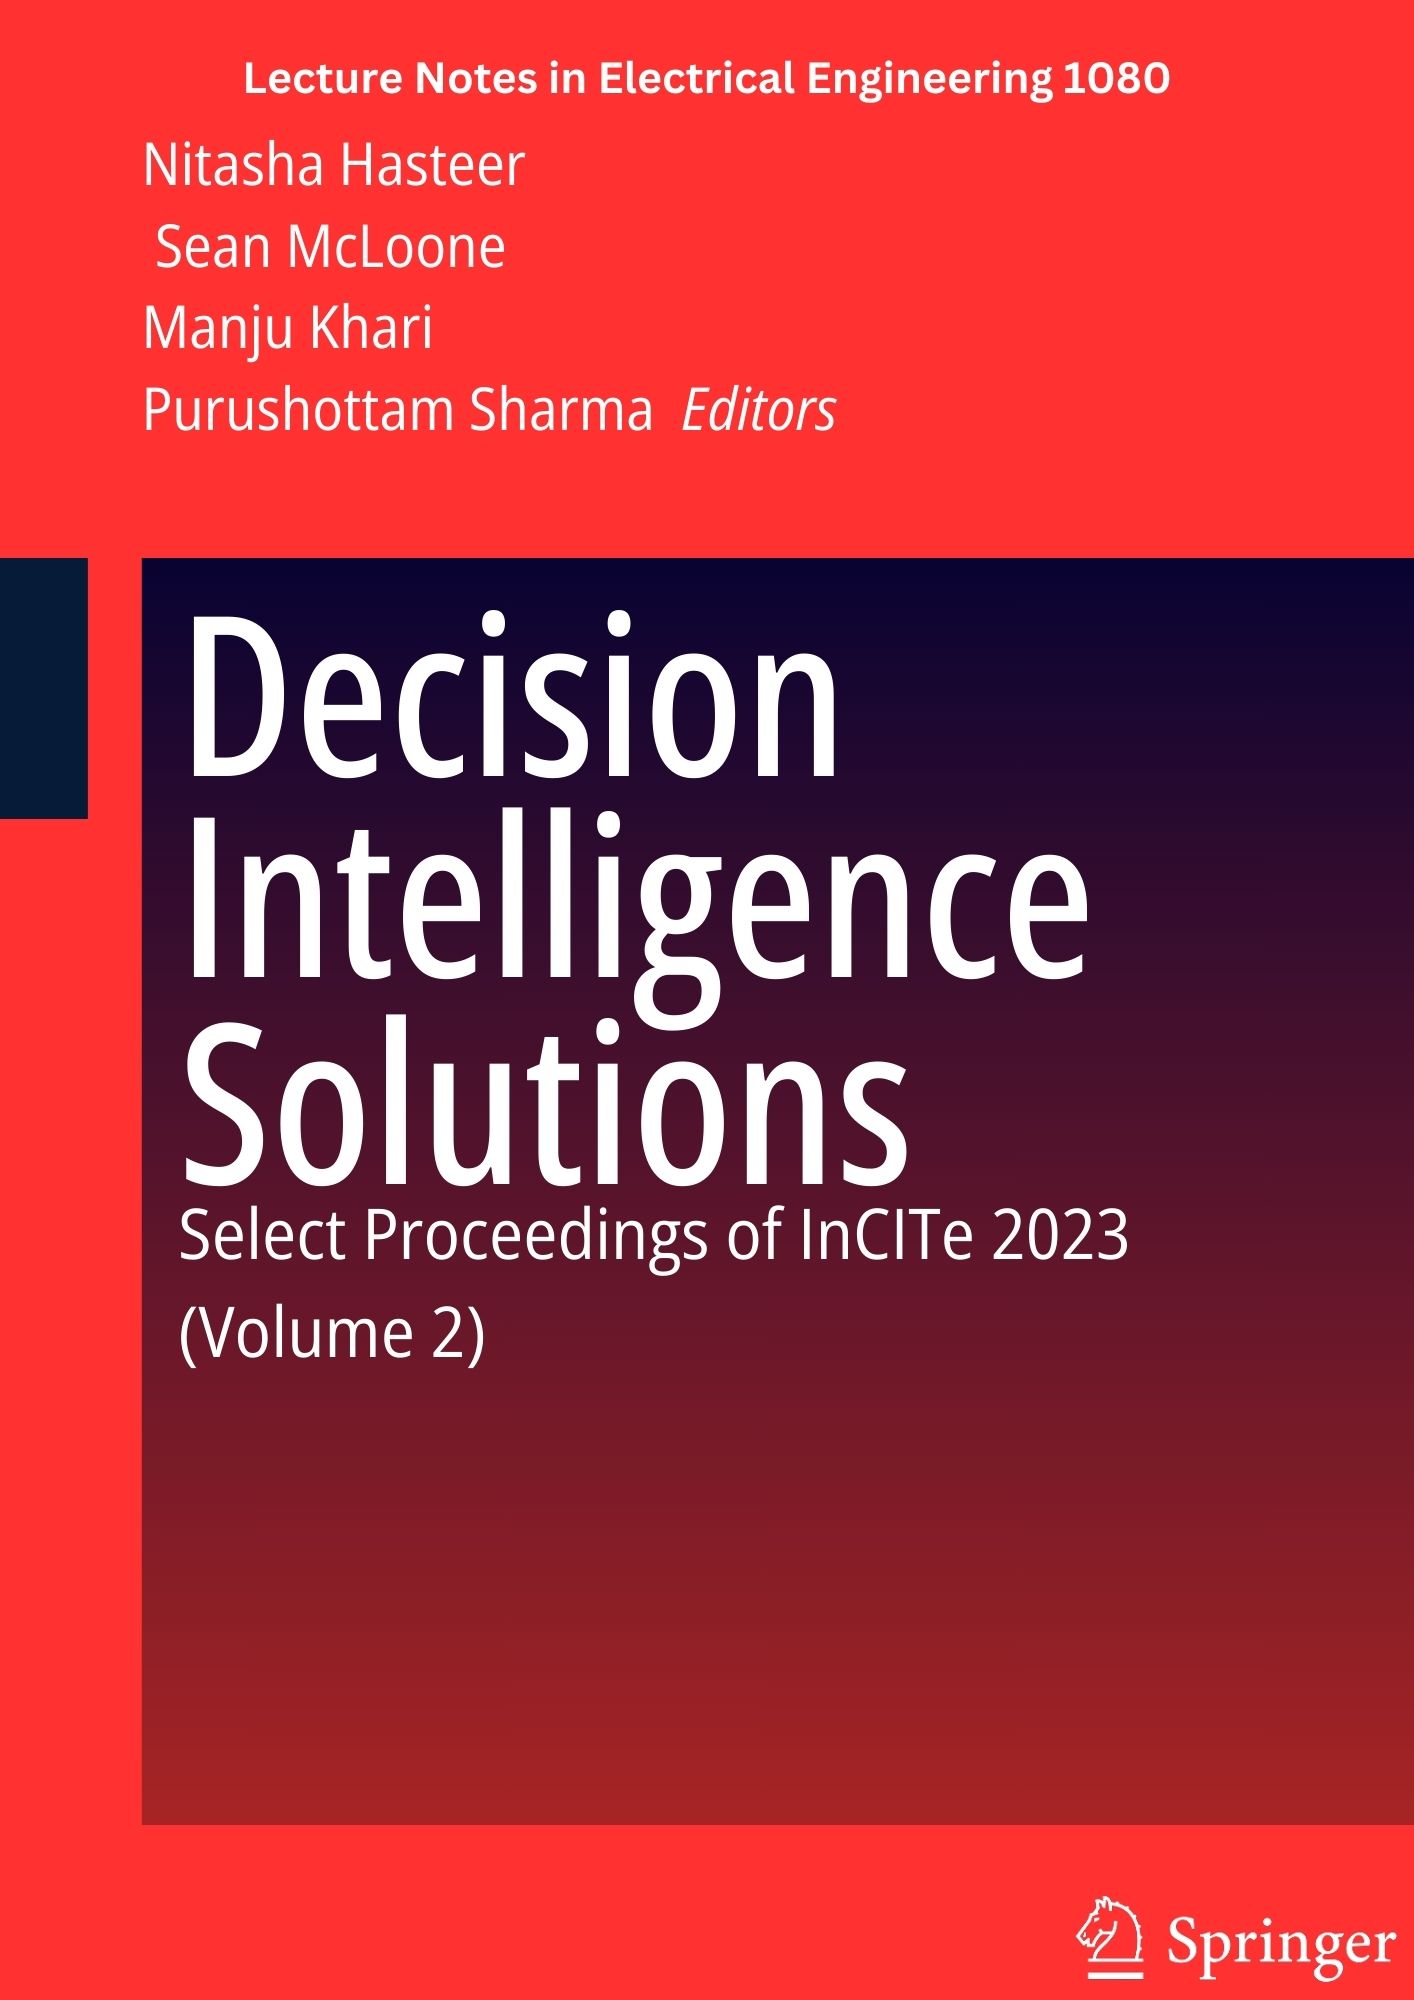 Lecture Notes in Electrical Engineering 1080
Nitasha Hasteer
Sean McLoone
Manju Khari
Purushottam Sharma Editors
Decision
Intelligence
Solutions
Select Proceedings of InCITe 2023
(Volume 2)
Springer